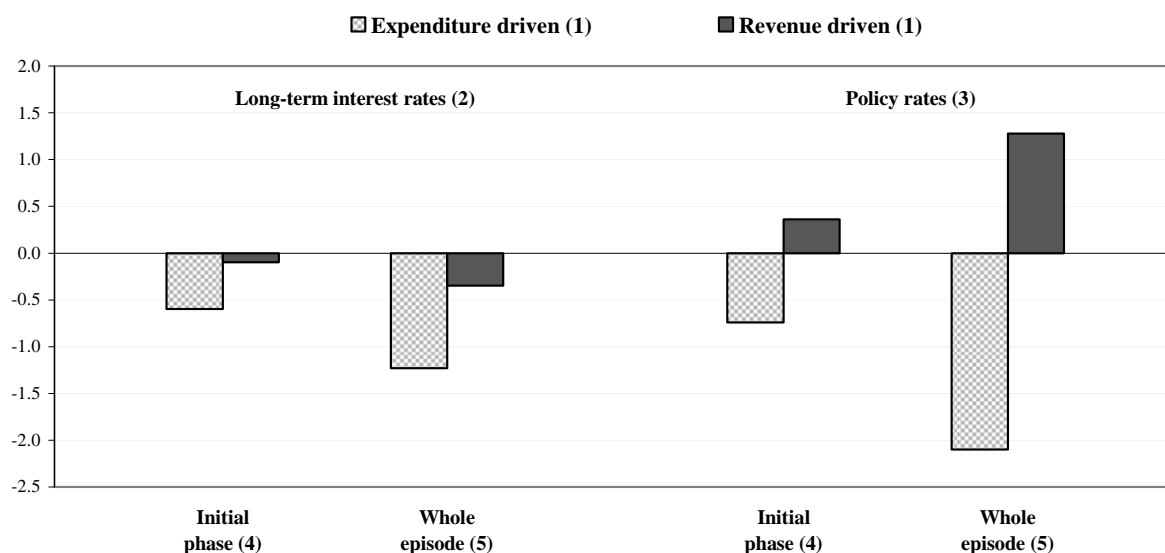 Expenditure driven (1) Revenue driven (1)
2.0
Long-term interest rates (2) Policy rates (3)
1.5
1.0
0.5
0.0
-0.5
-1.0
-1.5
-2.0
-2.5
Initial Whole Initial Whole
phase (4) episode (5) phase (4) episode (5)